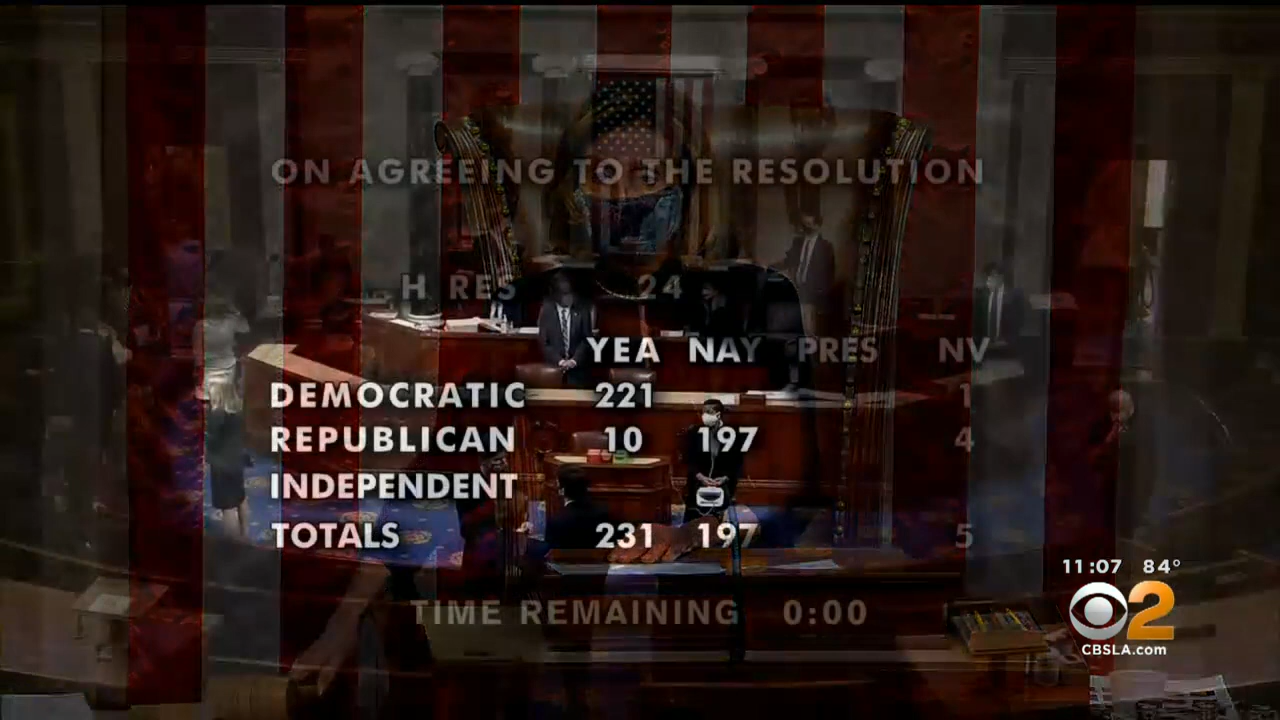 ON AGREEING TO THE RESOLUTION
H RES 24
YEA NAY PRES NV
DEMOCRATIC 221 1
REPUBLICAN 10 197 4
INDEPENDENT
TOTALS 231 197 5
TIME REMAINING 0:00
11:07 84°
2
CBSLA.com